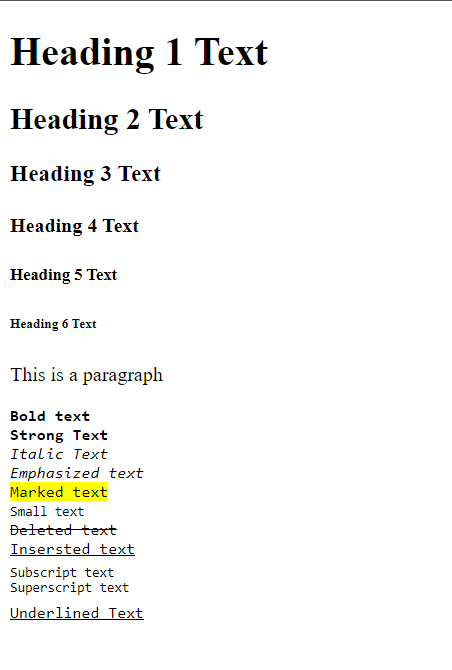 Heading 1 Text
Heading 2 Text
Heading 3 Text
Heading 4 Text
Heading 5 Text
Heading 6 Text
This is a paragraph
Bold text
Strong Text
Italic Text
Emphasized text
Marked text
Small text
Deleted text
Insersted text
Subscript text
Superscript text
Underlined Text